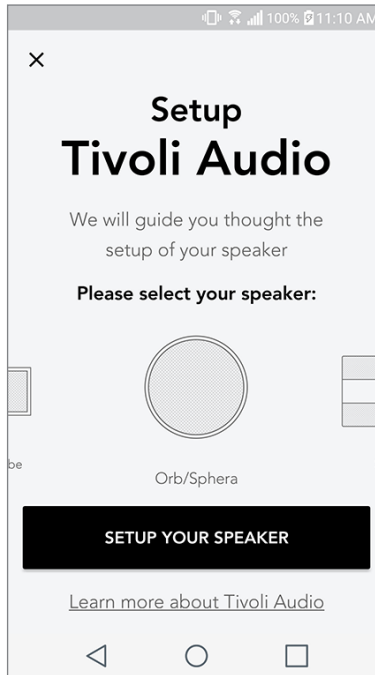 100% 11:10 AM
Setup
Tivoli Audio
We will guide you thought the
setup of your speaker
Please select your speaker:
be
Orb/Sphera
SETUP YOUR SPEAKER
Learn more about Tivoli Audio